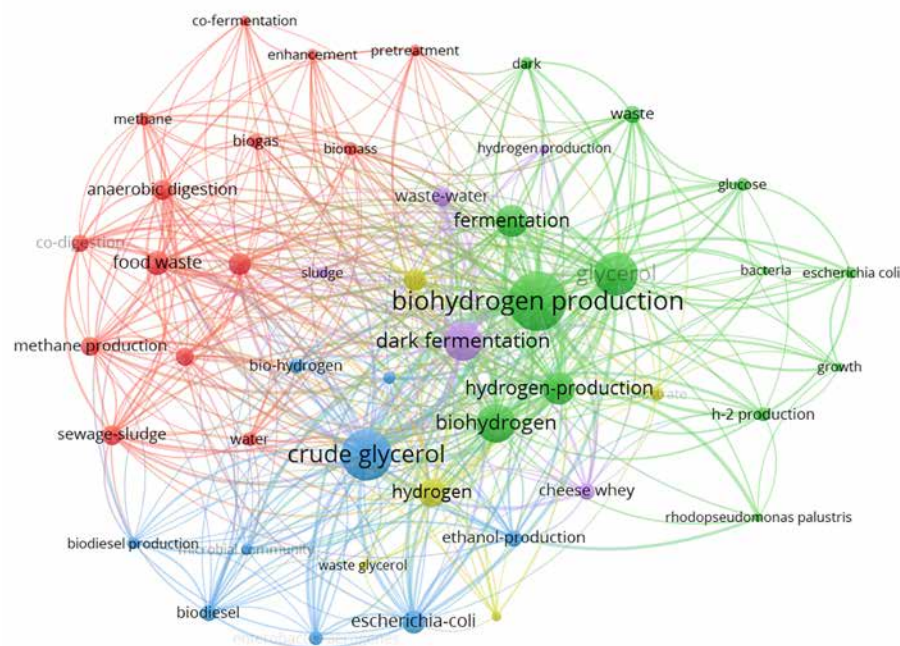 co-fermentation
enhancement
pretreatment
dark
methane
waste
biogas
biomass
hydrogen production
anaerobic digestion
waste-water
glucose
fermentation
co-digestion
food waste
sludge
glycerol
bacteria
escherichia coli
biohydrogen production
methane production
dark fermentation
bio-hydrogen
growth
hydrogen-production
h-2 production
biohydrogen
sewage-sludge
water
crude glycerol
hydrogen
cheese whey
rhodopseudomonas palustris
biodiesel production
microbial community
ethanol-production
waste glycerol
biodiesel
escherichia-coli